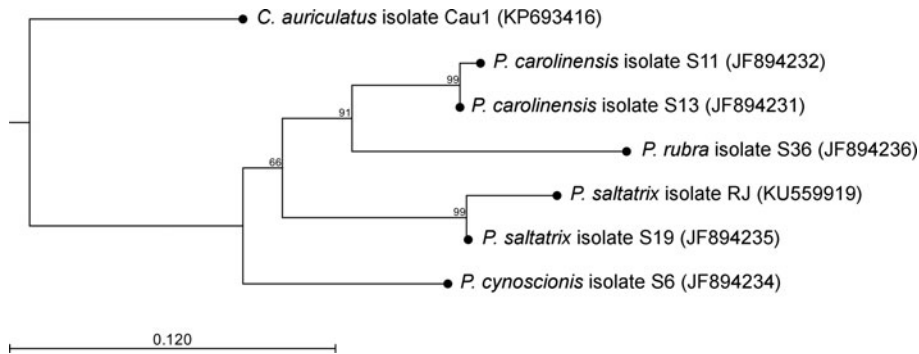 C. auriculatus isolate Cau1 (KP693416)
P. carolinensis isolate S11 (JF894232)
99
P. carolinensis isolate S13 (JF894231)
91
P. rubra isolate S36 (JF894236)
66
P. saltatrix isolate RJ (KU559919)
99
P. saltatrix isolate S19 (JF894235)
P. cynoscionis isolate S6 (JF894234)
0.120